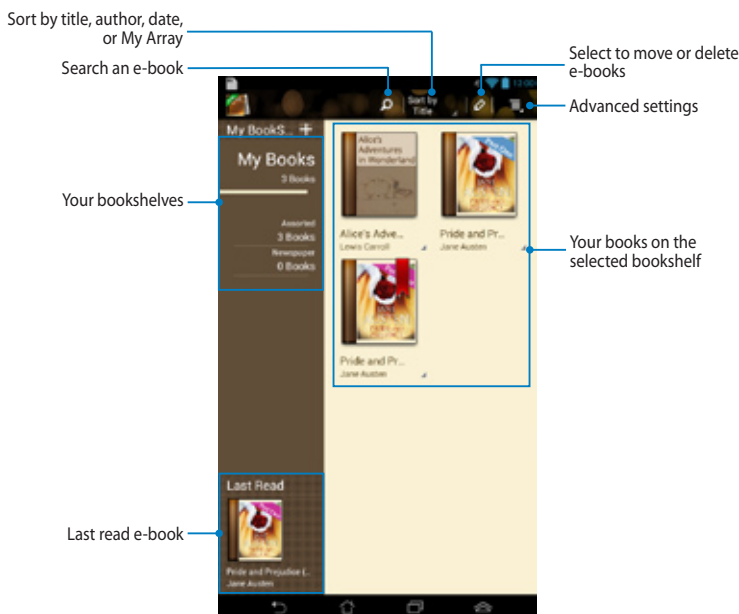 Sort by title, author, date,
or My Array
Search an e-book
Select to move or delete
e-books
Advanced settings
Your bookshelves
Your books on the
selected bookshelf
Last read e-book
12:00
Sort by
Title
My BookS... +
My Books
3 Books
Assorted
3 Books
Newspaper
0 Books
Alice's
Adventures
in Wonderland
Alice's Adve...
Lewis Carroll
Pride and Pr...
Jane Austen
Pride and Pr...
Jane Austen
Last Read
Pride and Prejudice (...
Jane Austen